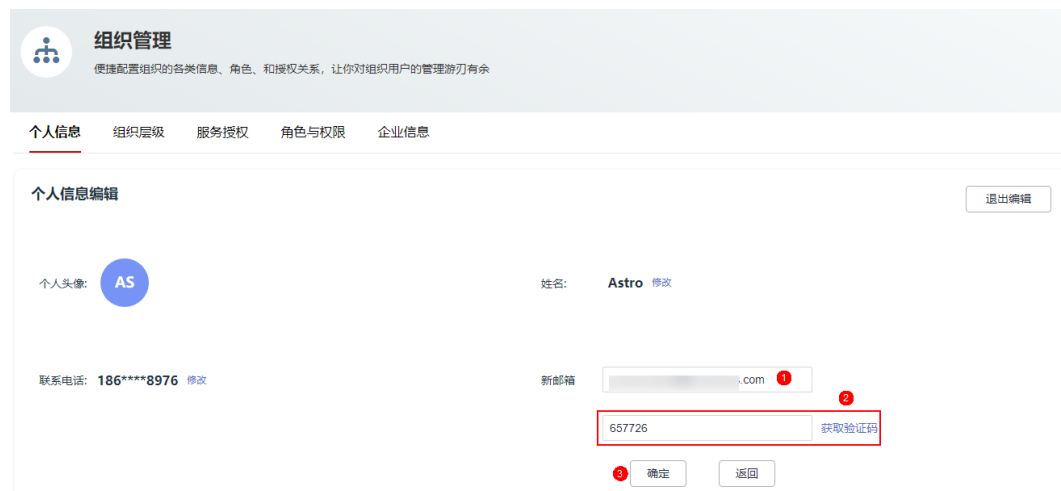 组织管理
便捷配置组织的各类信息、角色、和授权关系，让你对组织用户的管理游刃有余
个人信息 组织层级 服务授权 角色与权限 企业信息
个人信息编辑 退出编辑
个人头像: AS 姓名: Astro 修改
联系电话: 186****8976 修改 新邮箱 .com 1
2
657726 获取验证码
3 确定 返回